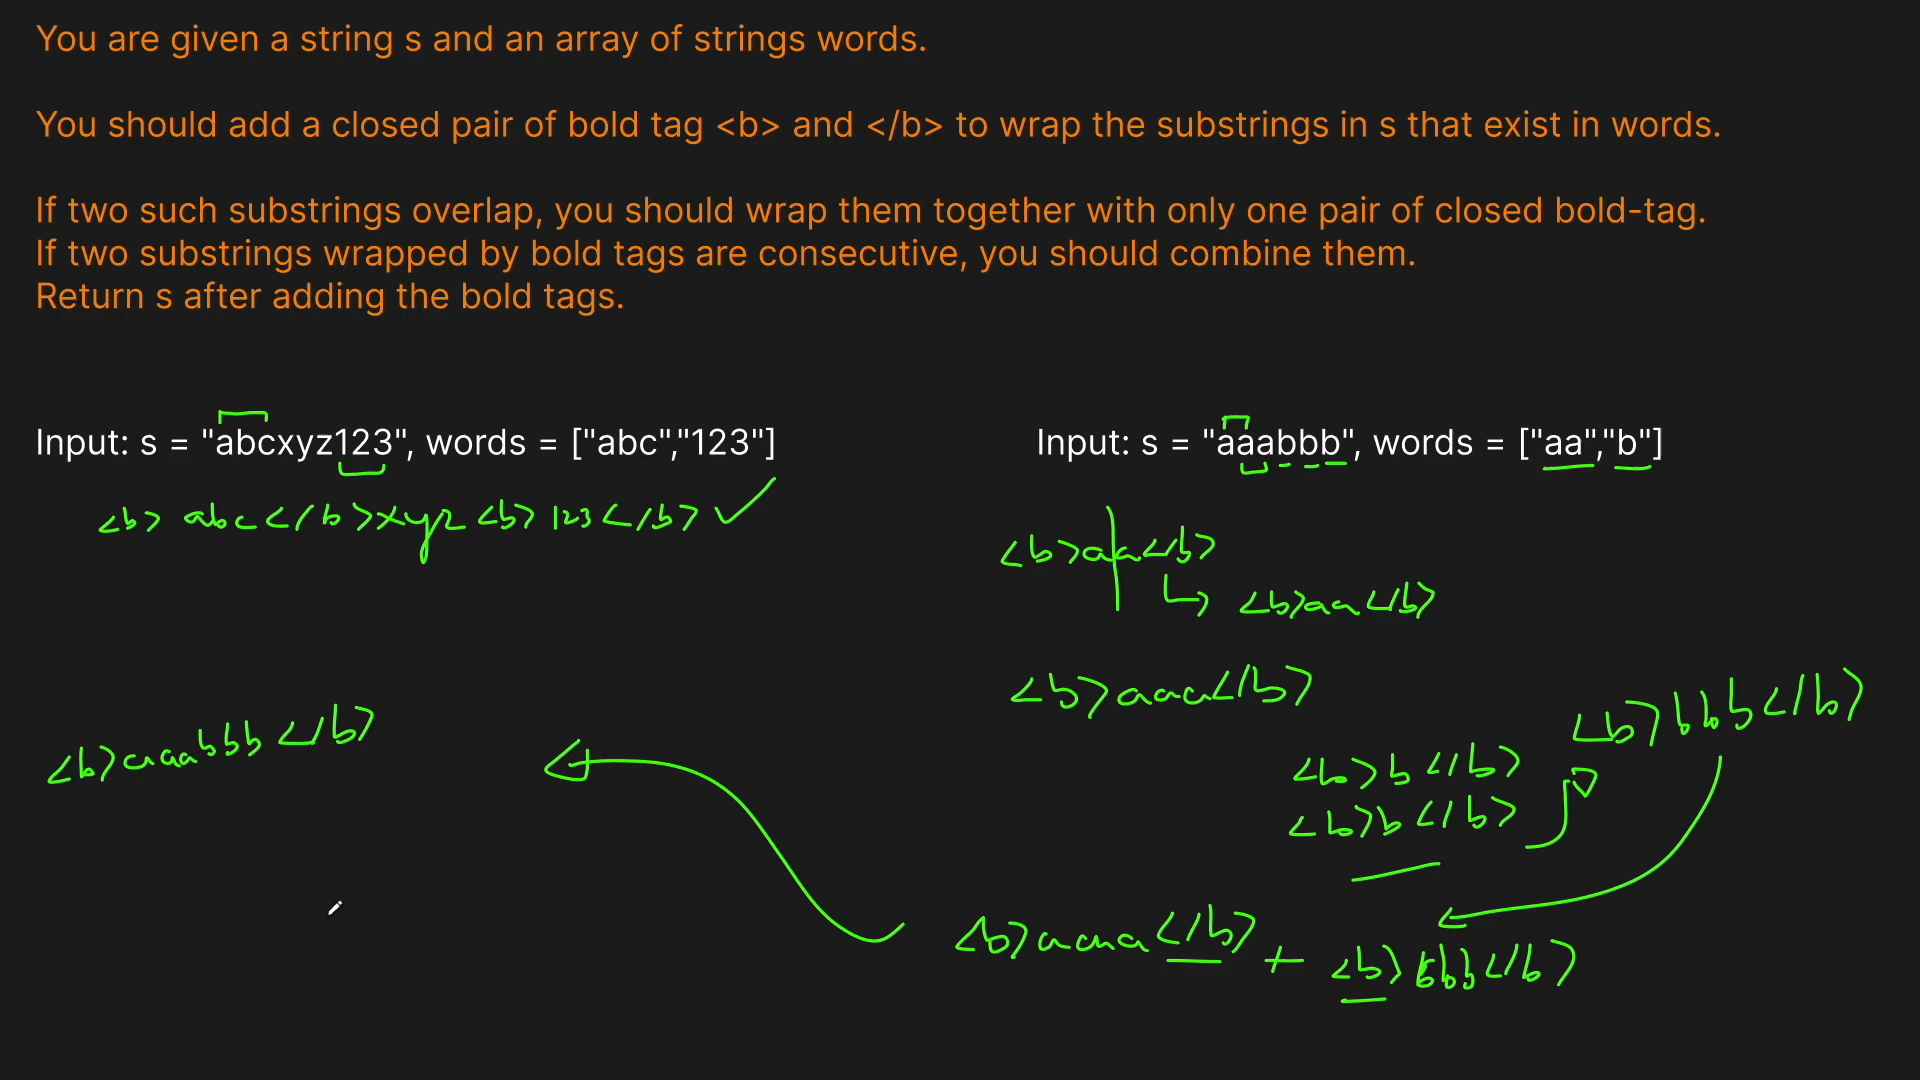 You are given a string s and an array of strings words.
You should add a closed pair of bold tag <b> and </b> to wrap the substrings in s that exist in words.
If two such substrings overlap, you should wrap them together with only one pair of closed bold-tag.
If two substrings wrapped by bold tags are consecutive, you should combine them.
Return s after adding the bold tags.
Input: s = "abcxyz123", words = ["abc","123"]
<b> abc</b>xyz<b>123</b>
Input: s = "aaabbb", words = ["aa","b"]
<b>aa</b>
<b>aa</b>
<b>aaa</b>
<b>bbb</b>
<b>b</b>
<b>b</b>
<b>aaa</b> + <b>bbb</b>
<b>aaabbb</b>